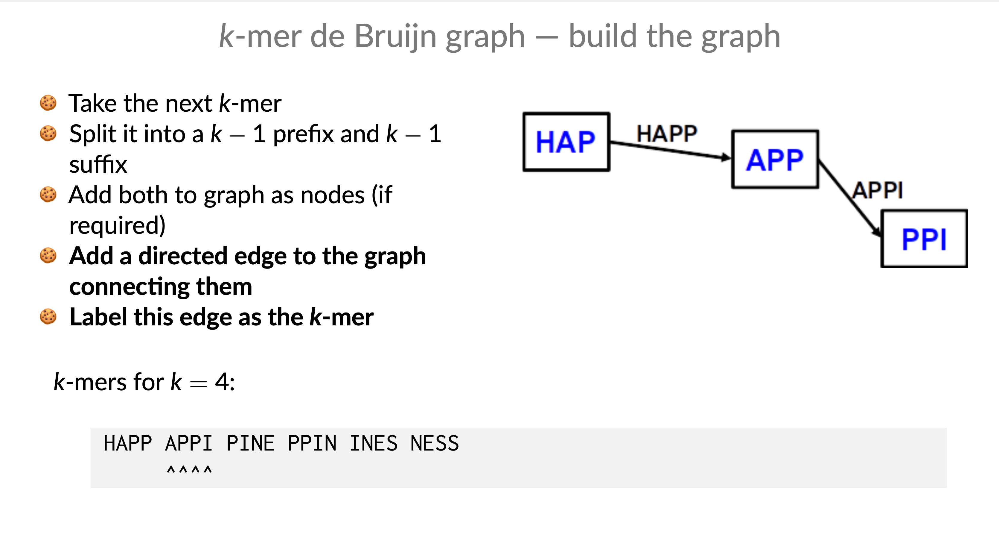 k-mer de Bruijn graph — build the graph
Take the next k-mer
Split it into a k − 1 prefix and k − 1
suffix
Add both to graph as nodes (if
required)
Add a directed edge to the graph
connecting them
Label this edge as the k-mer
HAP
HAPP
APP
APPI
PPI
k-mers for k = 4:
HAPP APPI PINE PPIN INES NESS
^^^^